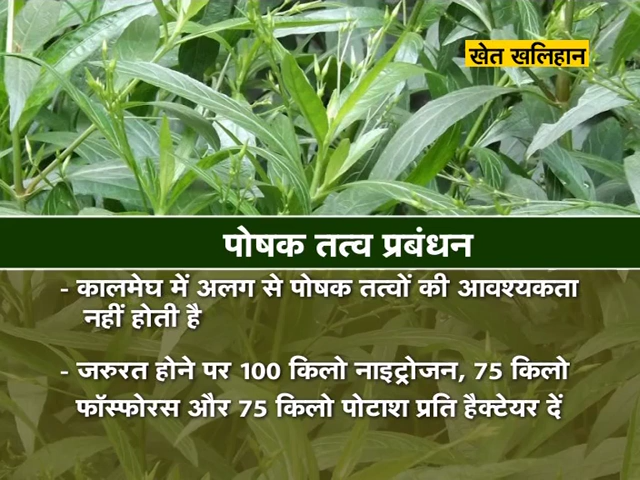 खेत खलिहान
पोषक तत्व प्रबंधन
- कालमेघ में अलग से पोषक तत्वों की आवश्यकता
नहीं होती है
- जरुरत होने पर 100 किलो नाइट्रोजन, 75 किलो
फॉस्फोरस और 75 किलो पोटाश प्रति हैक्टेयर दें